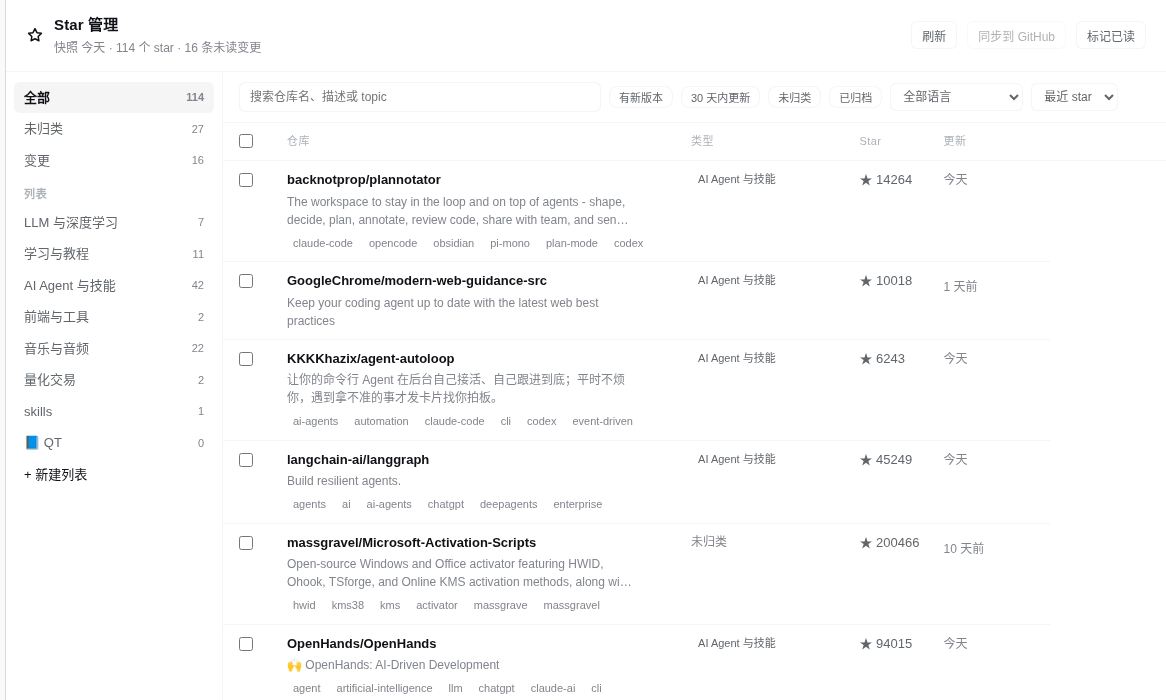 Star 管理
快照 今天 · 114 个 star · 16 条未读变更
刷新
同步到 GitHub
标记已读
全部 114
未归类 27
变更 16
列表
LLM 与深度学习 7
学习与教程 11
AI Agent 与技能 42
前端与工具 2
音乐与音频 22
量化交易 2
skills 1
📘 QT 0
+ 新建列表
搜索仓库名、描述或 topic
有新版本
30 天内更新
未归类
已归档
全部语言
最近 star
仓库 类型 Star 更新
backnotprop/plannotator AI Agent 与技能 ★ 14264 今天
The workspace to stay in the loop and on top of agents - shape,
decide, plan, annotate, review code, share with team, and sen…
claude-code opencode obsidian pi-mono plan-mode codex
GoogleChrome/modern-web-guidance-src AI Agent 与技能 ★ 10018 1 天前
Keep your coding agent up to date with the latest web best
practices
KKKKhazix/agent-autoloop AI Agent 与技能 ★ 6243 今天
让你的命令行 Agent 在后台自己接活、自己跟进到底；平时不烦
你，遇到拿不准的事才发卡片找你拍板。
ai-agents automation claude-code cli codex event-driven
langchain-ai/langgraph AI Agent 与技能 ★ 45249 今天
Build resilient agents.
agents ai ai-agents chatgpt deepagents enterprise
massgravel/Microsoft-Activation-Scripts 未归类 ★ 200466 10 天前
Open-source Windows and Office activator featuring HWID,
Ohook, TSforge, and Online KMS activation methods, along wi…
hwid kms38 kms activator massgrave massgravel
OpenHands/OpenHands AI Agent 与技能 ★ 94015 今天
🙌 OpenHands: AI-Driven Development
agent artificial-intelligence llm chatgpt claude-ai cli